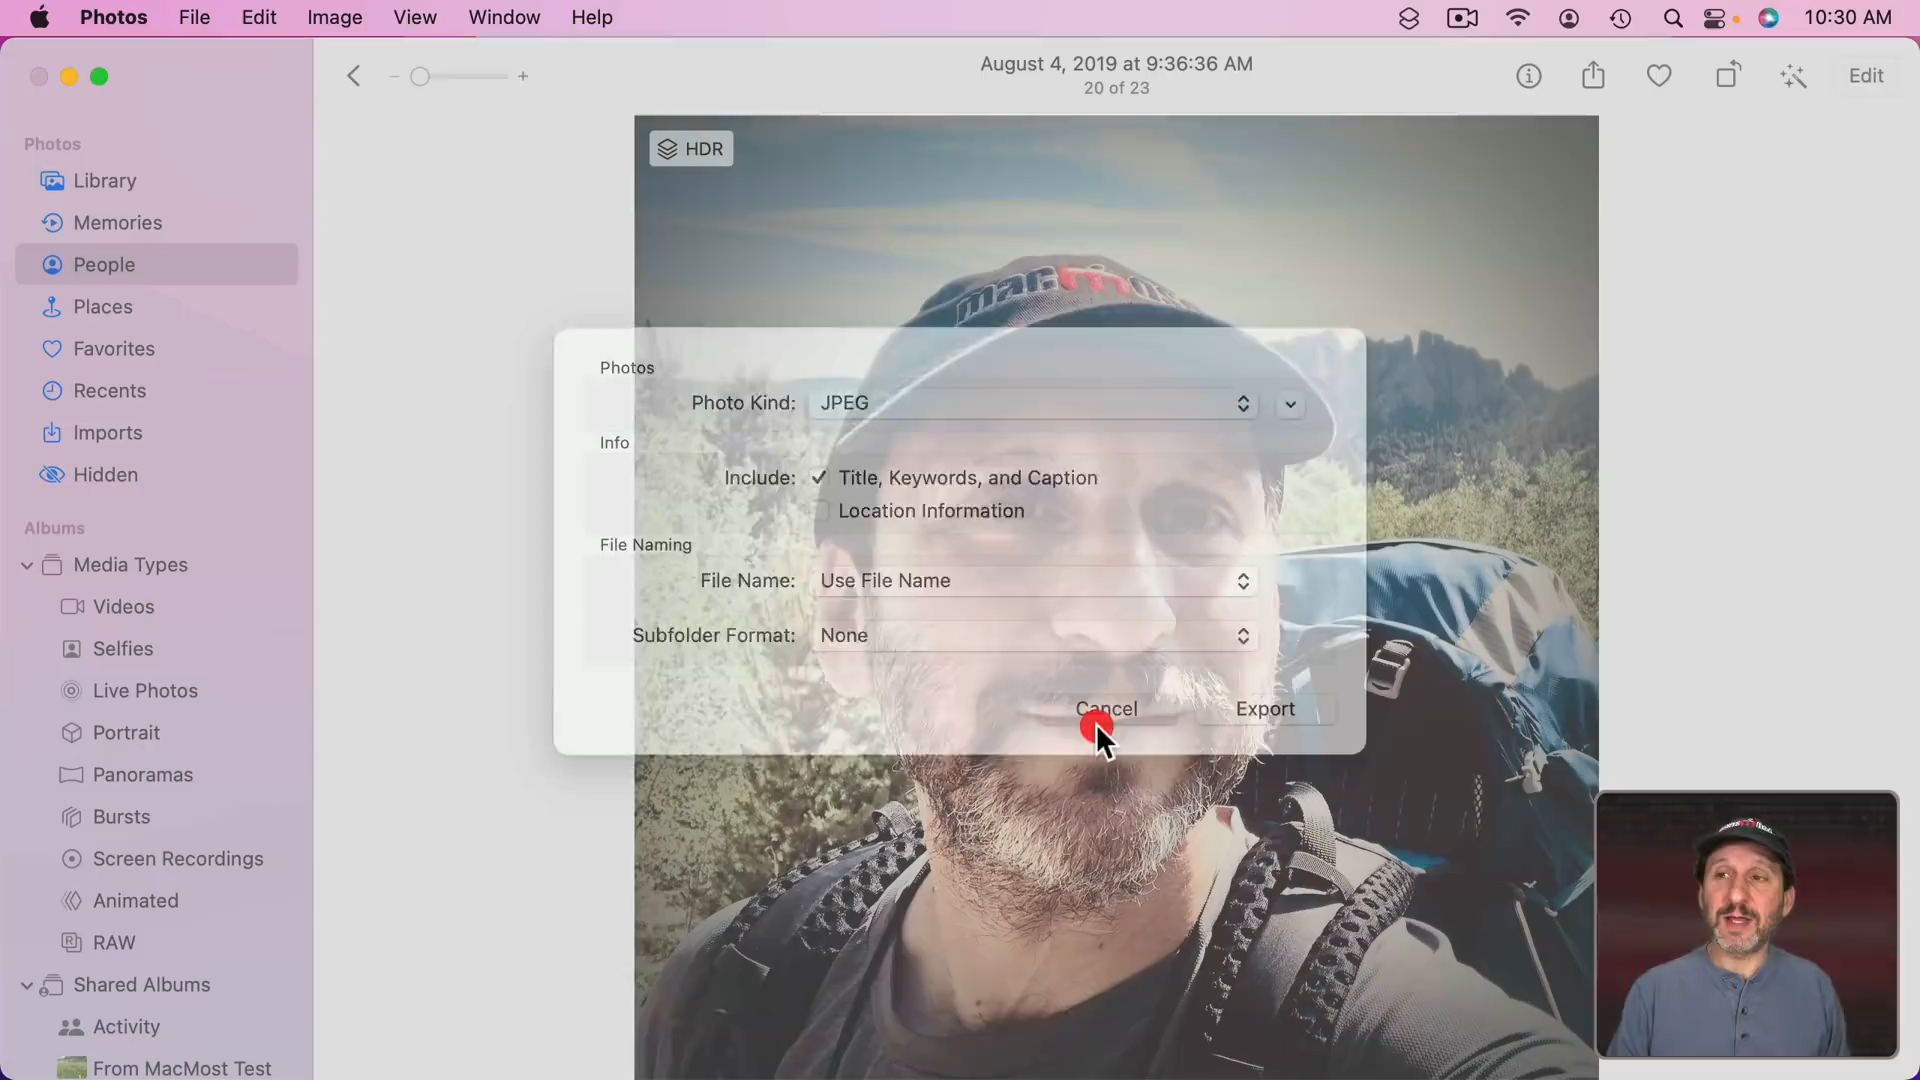 Photos File Edit Image View Window Help 10:30 AM
August 4, 2019 at 9:36:36 AM
20 of 23
Edit
Photos
Library
Memories
People
Places
Favorites
Recents
Imports
Hidden
Albums
Media Types
Videos
Selfies
Live Photos
Portrait
Panoramas
Bursts
Screen Recordings
Animated
RAW
Shared Albums
Activity
From MacMost Test
HDR
macmost
Photos
Photo Kind: JPEG
Info
Include: Title, Keywords, and Caption
Location Information
File Naming
File Name: Use File Name
Subfolder Format: None
Cancel Export